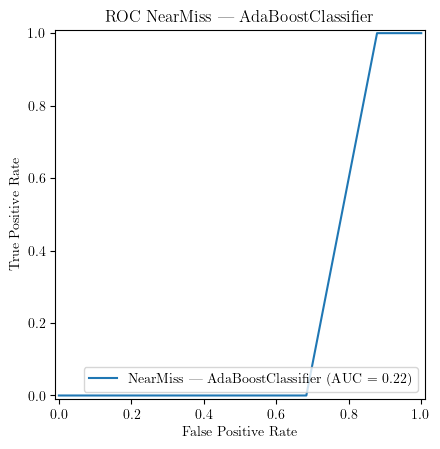 ROC NearMiss — AdaBoostClassifier
1.0
0.8
0.6
0.4
0.2
0.0
True Positive Rate
NearMiss — AdaBoostClassifier (AUC = 0.22)
0.0 0.2 0.4 0.6 0.8 1.0
False Positive Rate